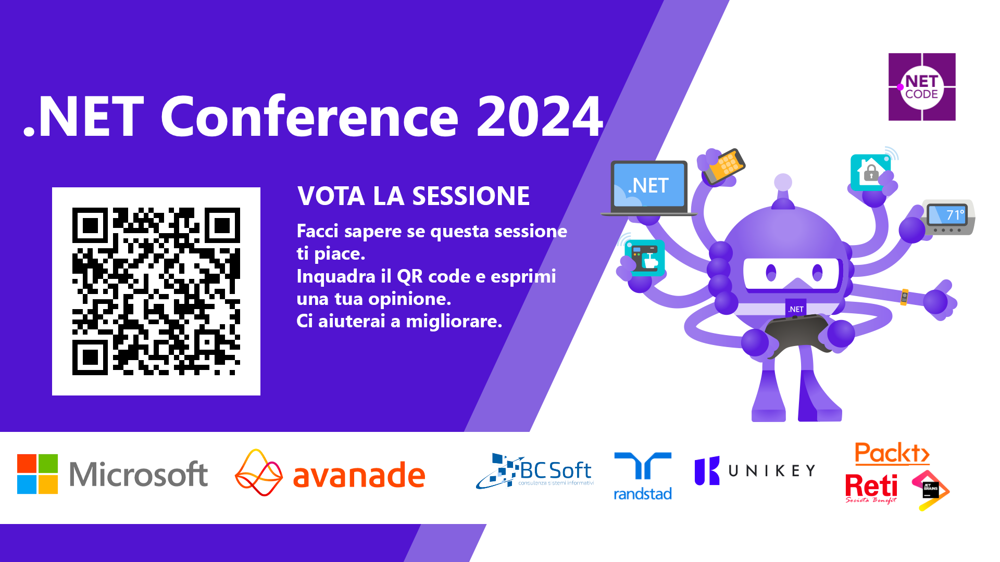 .NET Conference 2024
NET
CODE
VOTA LA SESSIONE
Facci sapere se questa sessione
ti piace.
Inquadra il QR code e esprimi
una tua opinione.
Ci aiuterai a migliorare.
.NET
71°
.NET
Microsoft
avanade
BC Soft
consulenza sistemi informativi
randstad
UNIKEY
Packt
Reti
Società Benefit
JET
BRAINS